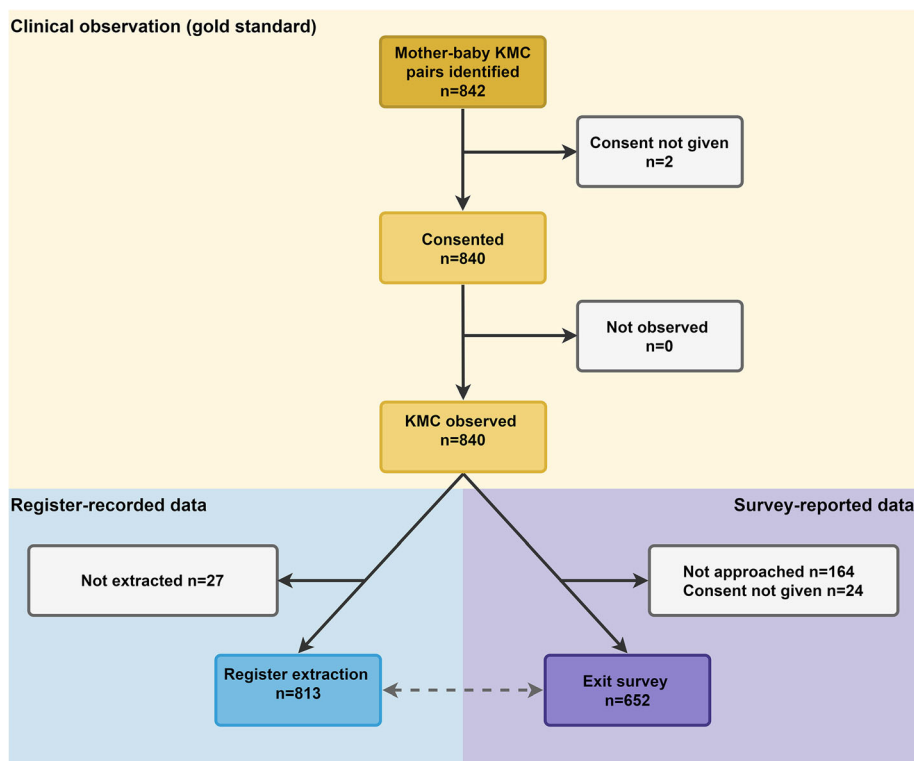 Clinical observation (gold standard)
Mother-baby KMC
pairs identified
n=842
Consent not given
n=2
Consented
n=840
Not observed
n=0
KMC observed
n=840
Register-recorded data
Survey-reported data
Not extracted n=27
Not approached n=164
Consent not given n=24
Register extraction
n=813
Exit survey
n=652